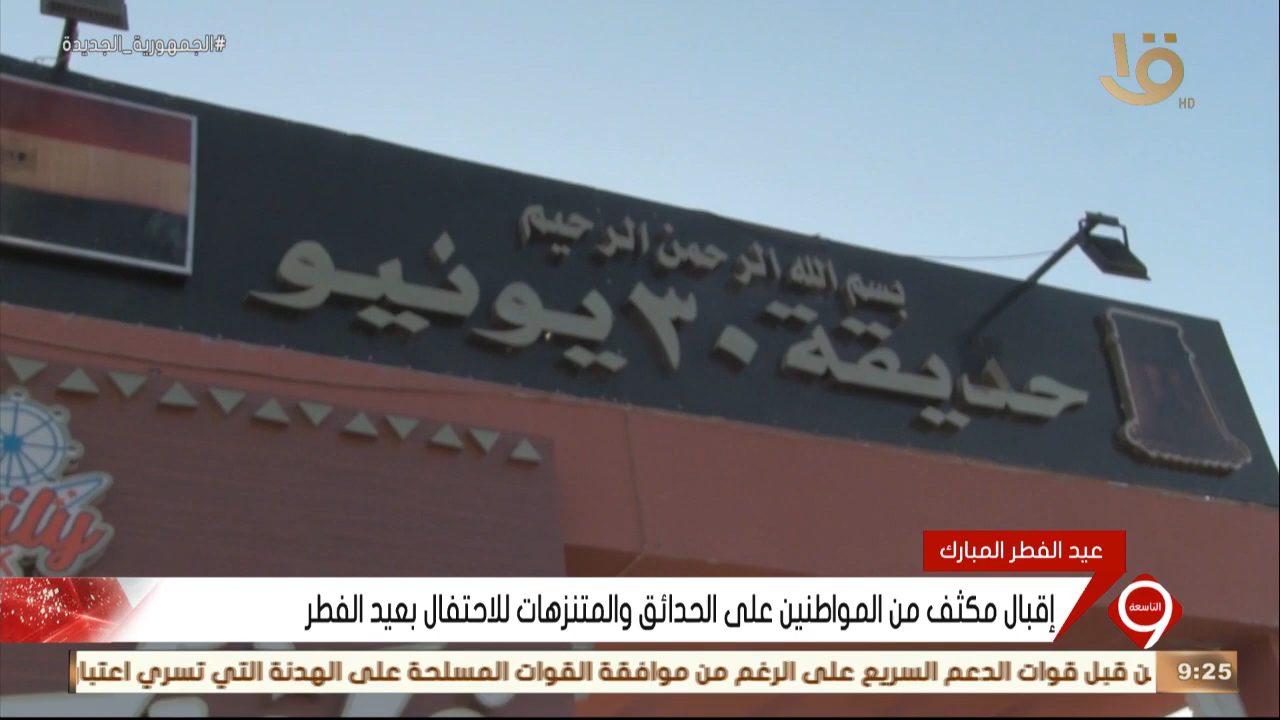 #الجمهورية_الجديدة
HD
بسم الله الرحمن الرحيم
حديقة ٣٠ يونيو
عيد الفطر المبارك
التاسعة
إقبال مكثف من المواطنين على الحدائق والمتنزهات للاحتفال بعيد الفطر
قبل قوات الدعم السريع على الرغم من موافقة القوات المسلحة على الهدنة التي تسري
9:25